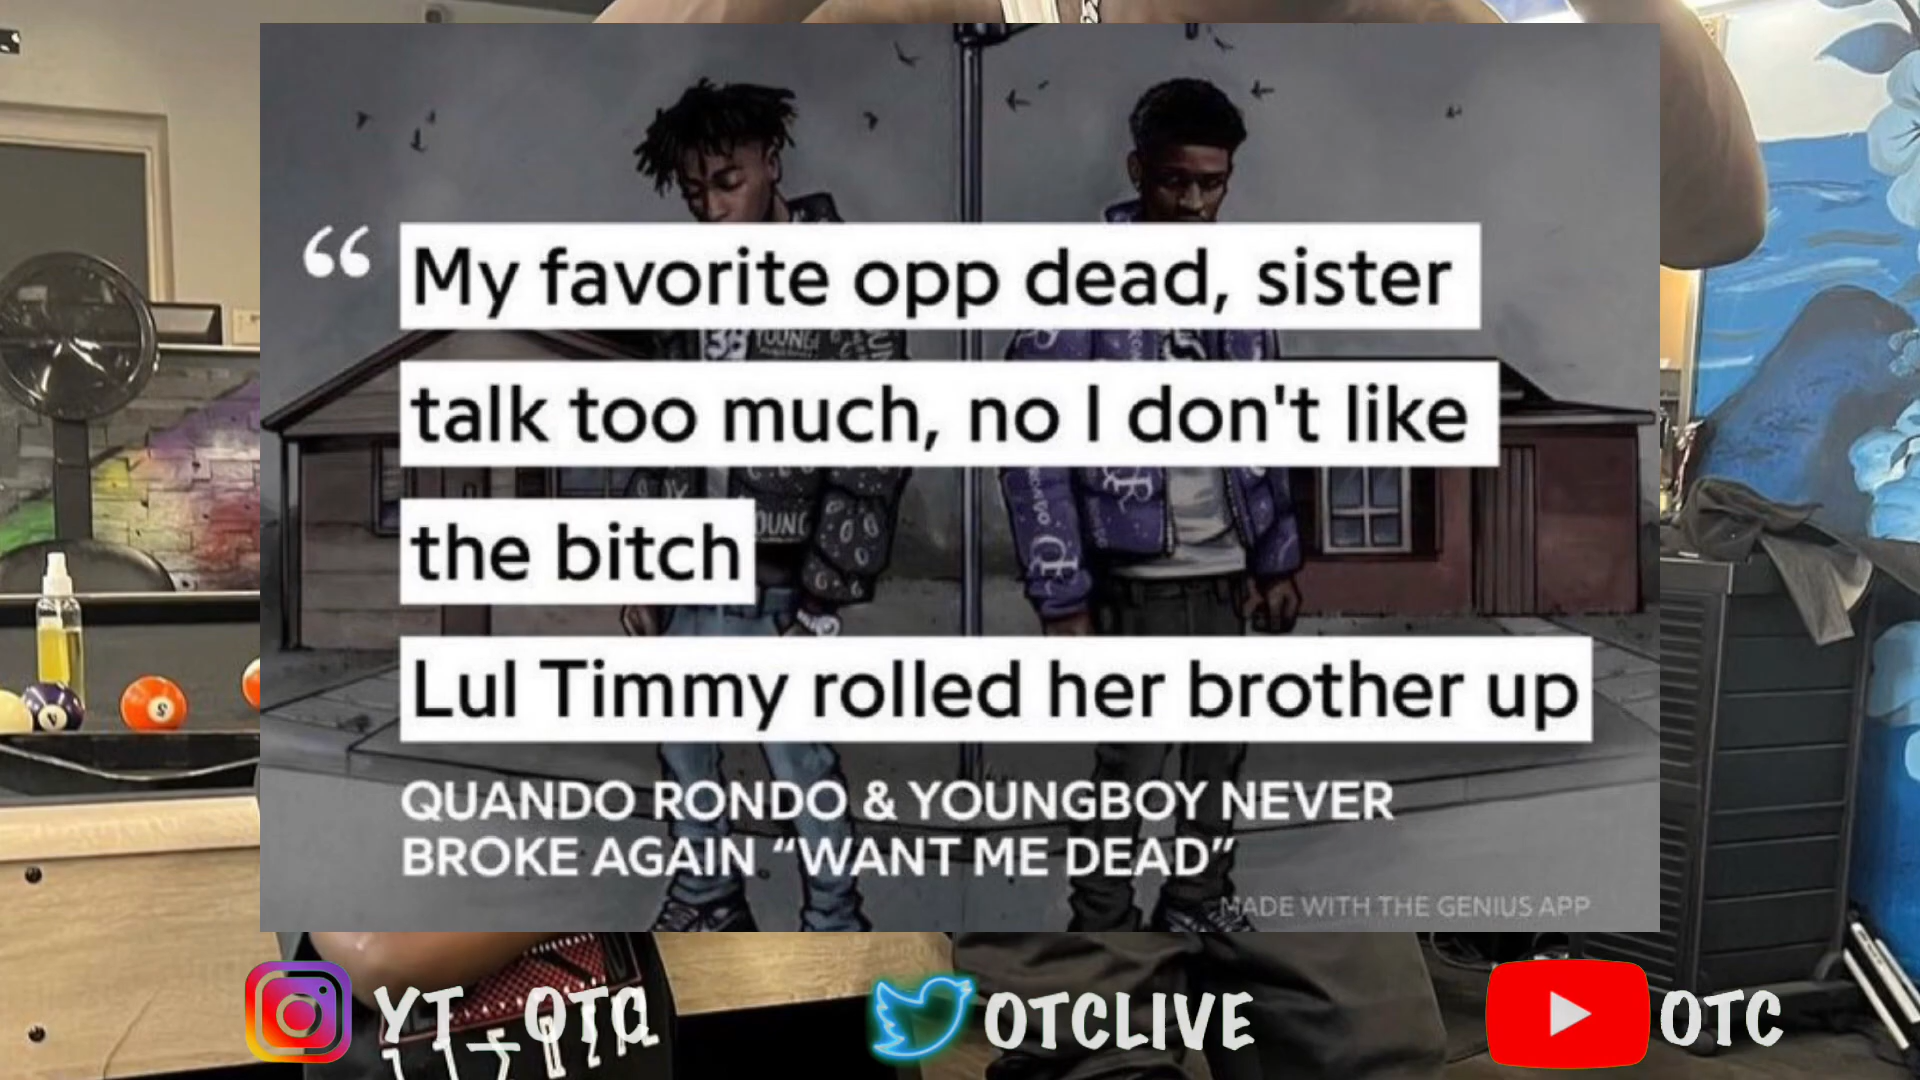 “
My favorite opp dead, sister
talk too much, no I don't like
the bitch
Lul Timmy rolled her brother up
QUANDO RONDO & YOUNGBOY NEVER
BROKE AGAIN “WANT ME DEAD”
MADE WITH THE GENIUS APP
YT_OTC
OTCLIVE
OTC